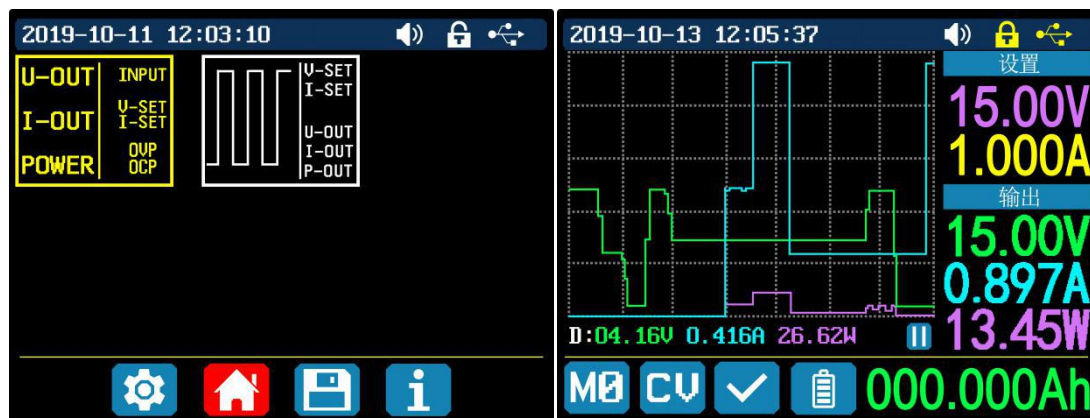 2019-10-11 12:03:10
U-OUT
I-OUT
POWER
INPUT
V-SET
I-SET
OVP
OCP
V-SET
I-SET
U-OUT
I-OUT
P-OUT
i
2019-10-13 12:05:37
设置
15.00V
1.000A
输出
15.00V
0.897A
13.45W
D:04.16V 0.416A 26.62W
M0 CV 000.000Ah